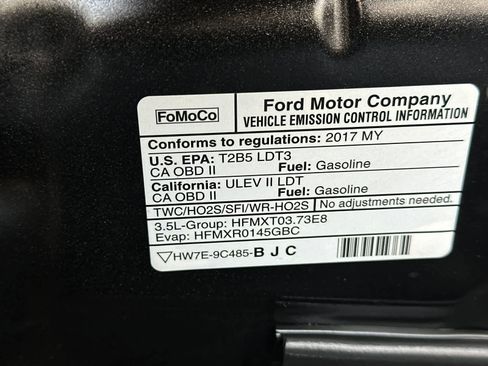 FoMoCo
Ford Motor Company
VEHICLE EMISSION CONTROL INFORMATION
Conforms to regulations: 2017 MY
U.S. EPA: T2B5 LDT3
CA OBD II Fuel: Gasoline
California: ULEV II LDT
CA OBD II Fuel: Gasoline
TWC/HO2S/SFI/WR-HO2S No adjustments needed.
3.5L-Group: HFMXT03.73E8
Evap: HFMXR0145GBC
HW7E-9C485-B J C